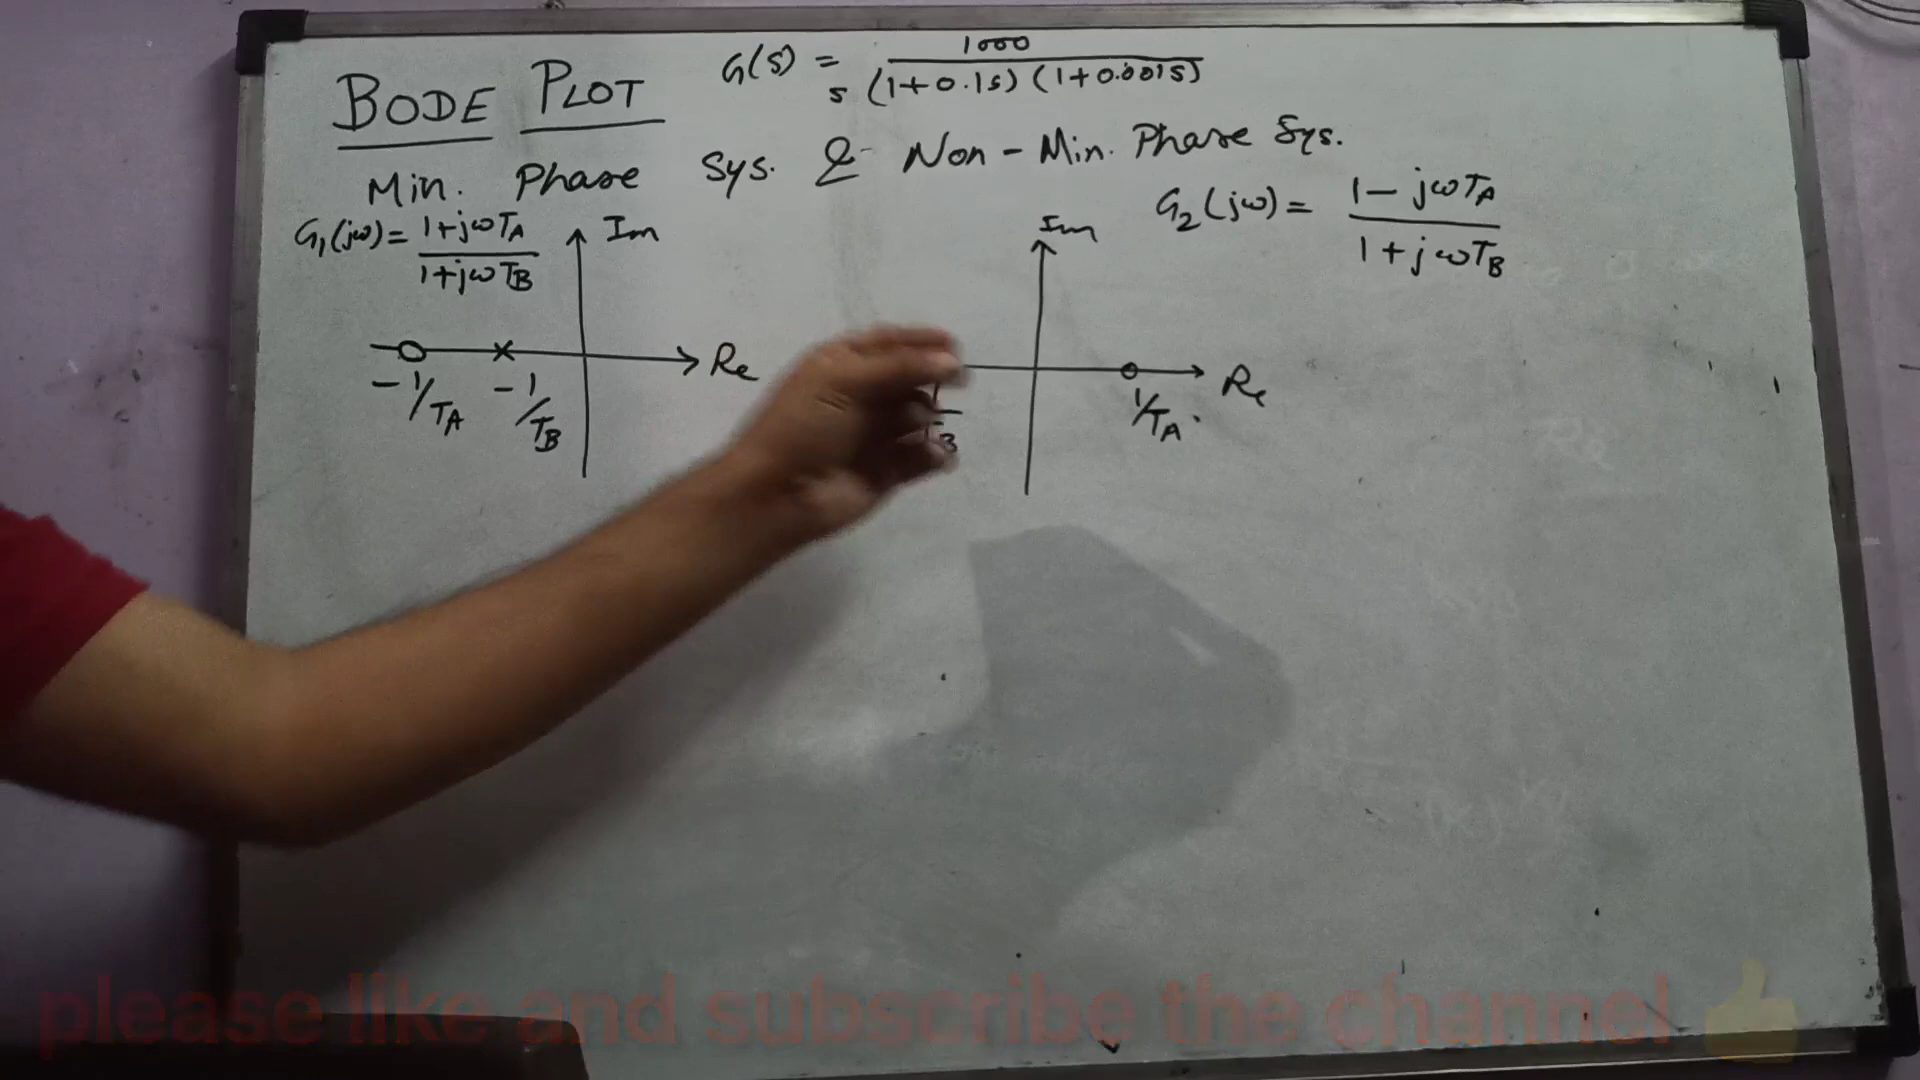 BODE PLOT
G(s) = 1000 / s(1+0.1s)(1+0.001s)
Min. Phase Sys. & Non-Min. Phase Sys.
G1(jω) = 1+jωTA / 1+jωTB
Im
Re
-1/TA
-1/TB
G2(jω) = 1-jωTA / 1+jωTB
Im
Re
1/TA.
please like and subscribe the channel